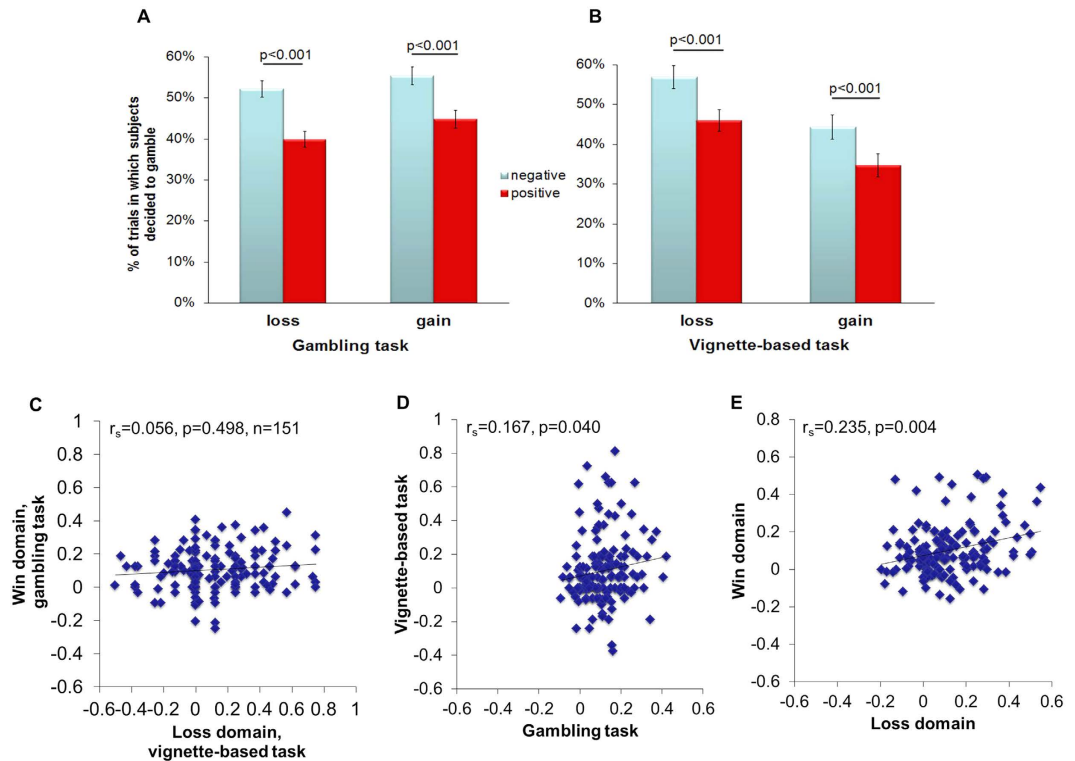 A
B
p<0.001
p<0.001
p<0.001
p<0.001
% of trials in which subjects
decided to gamble
60%
50%
40%
30%
20%
10%
0%
loss
gain
Gambling task
negative
positive
60%
50%
40%
30%
20%
10%
0%
loss
gain
Vignette-based task
C
rs=0.056, p=0.498, n=151
Win domain,
gambling task
1
0.8
0.6
0.4
0.2
0
-0.2
-0.4
-0.6
-0.6 -0.4 -0.2 0 0.2 0.4 0.6 0.8 1
Loss domain,
vignette-based task
D
rs=0.167, p=0.040
Vignette-based task
1
0.8
0.6
0.4
0.2
0
-0.2
-0.4
-0.6
-0.6 -0.4 -0.2 0 0.2 0.4 0.6
Gambling task
E
rs=0.235, p=0.004
Win domain
0.8
0.6
0.4
0.2
0
-0.2
-0.4
-0.6
-0.6 -0.4 -0.2 0 0.2 0.4 0.6
Loss domain